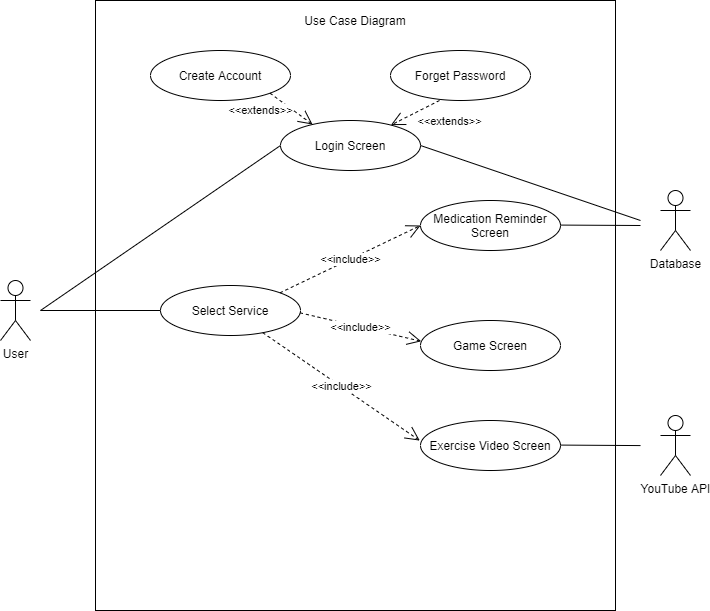 Use Case Diagram
Create Account
Forget Password
<<extends>>
<<extends>>
Login Screen
Medication Reminder
Screen
Database
<<include>>
Select Service
<<include>>
Game Screen
User
<<include>>
Exercise Video Screen
YouTube API